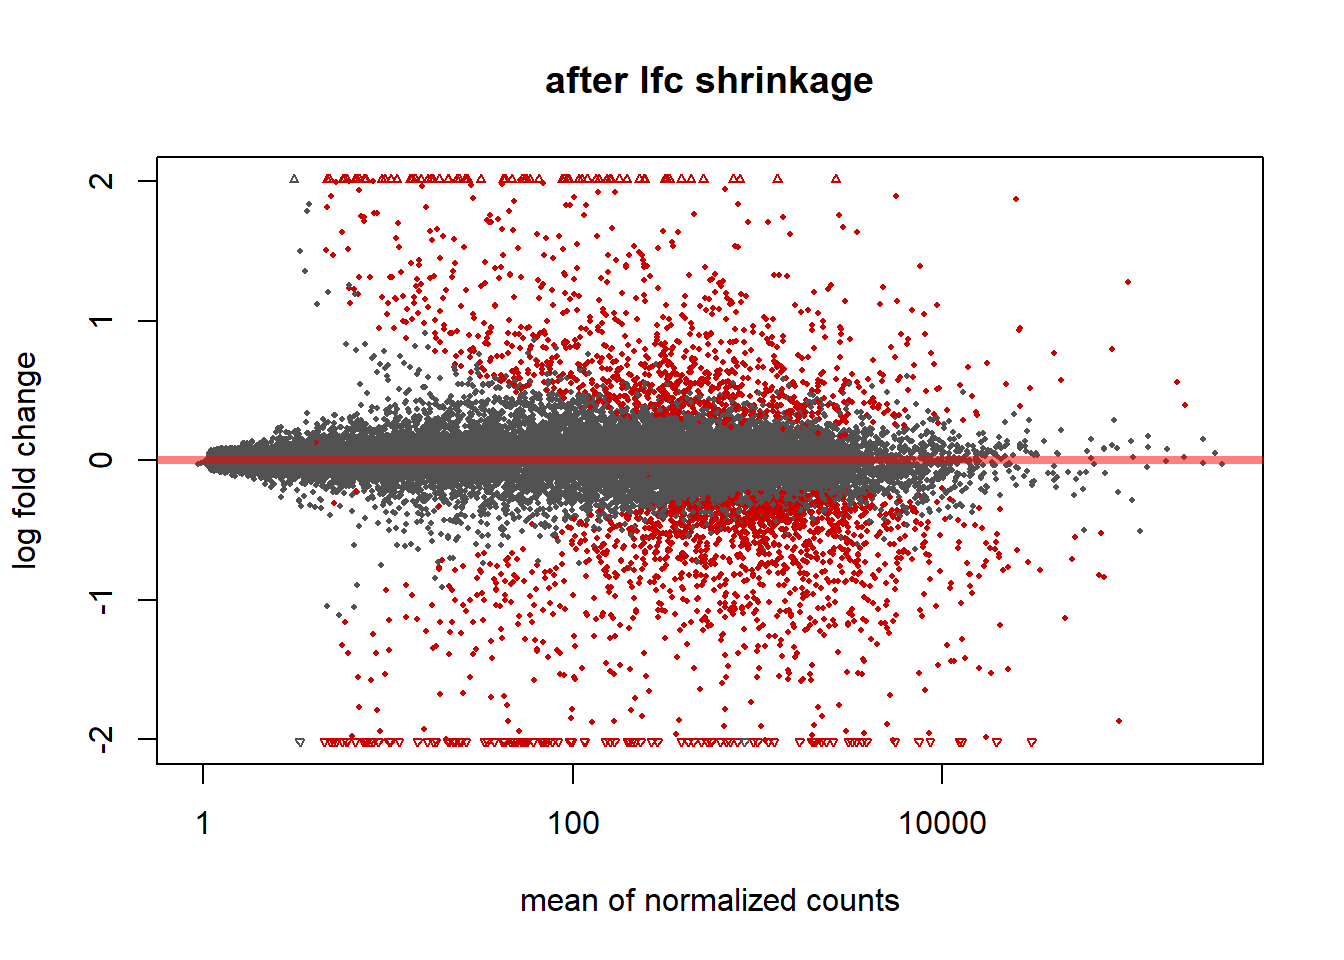 after lfc shrinkage
log fold change
2
1
0
-1
-2
1
100
10000
mean of normalized counts